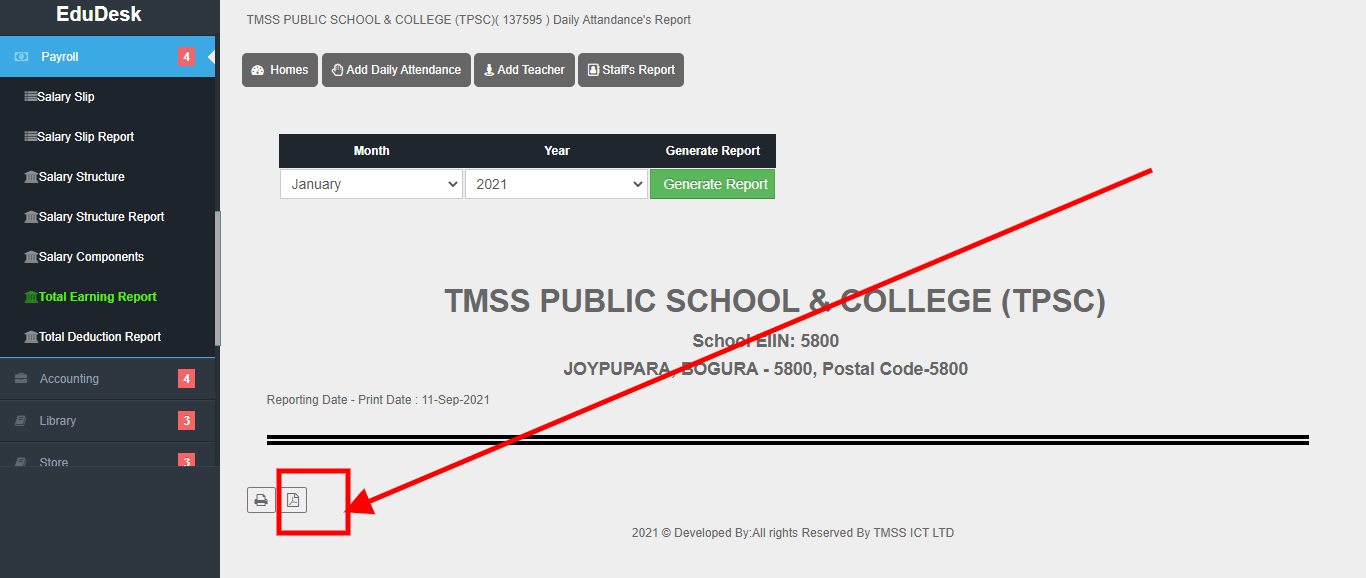 EduDesk
Payroll 4
Salary Slip
Salary Slip Report
Salary Structure
Salary Structure Report
Salary Components
Total Earning Report
Total Deduction Report
Accounting 4
Library 3
Store 3
TMSS PUBLIC SCHOOL & COLLEGE (TPSC)( 137595 ) Daily Attandance's Report
Homes Add Daily Attendance Add Teacher Staff's Report
Month Year Generate Report
January 2021 Generate Report
TMSS PUBLIC SCHOOL & COLLEGE (TPSC)
School EIIN: 5800
JOYPUPARA, BOGURA - 5800, Postal Code-5800
Reporting Date - Print Date : 11-Sep-2021
2021 © Developed By:All rights Reserved By TMSS ICT LTD